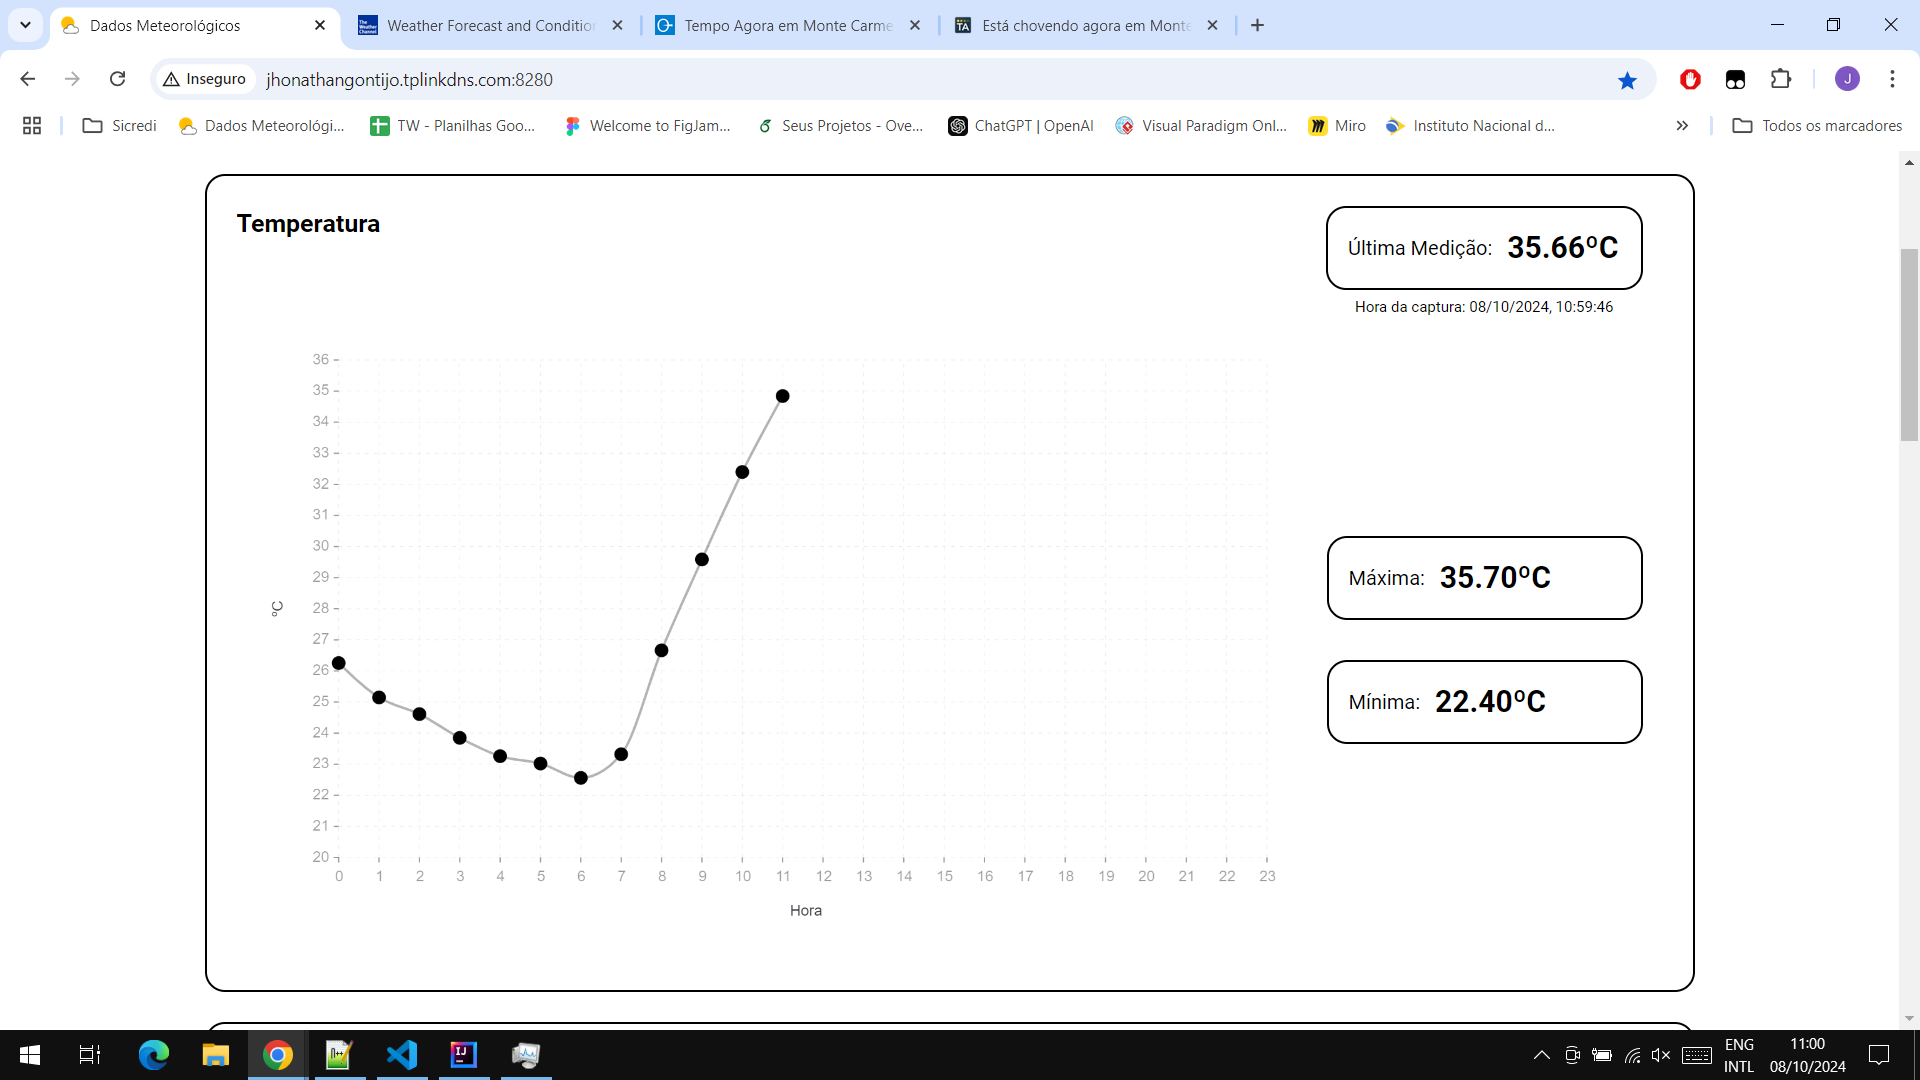 Dados Meteorológicos
Weather Forecast and Conditio
Tempo Agora em Monte Carme
Está chovendo agora em Monte
Inseguro
jhonathangontijo.tplinkdns.com:8280
J
Sicredi
Dados Meteorológi...
TW - Planilhas Goo...
Welcome to FigJam...
Seus Projetos - Ove...
ChatGPT | OpenAI
Visual Paradigm Onl...
Miro
Instituto Nacional d...
Todos os marcadores
Temperatura
Última Medição: 35.66ºC
Hora da captura: 08/10/2024, 10:59:46
36
35
34
33
32
31
30
29
28
27
26
25
24
23
22
21
20
ºC
0 1 2 3 4 5 6 7 8 9 10 11 12 13 14 15 16 17 18 19 20 21 22 23
Hora
Máxima: 35.70ºC
Mínima: 22.40ºC
ENG
INTL
11:00
08/10/2024